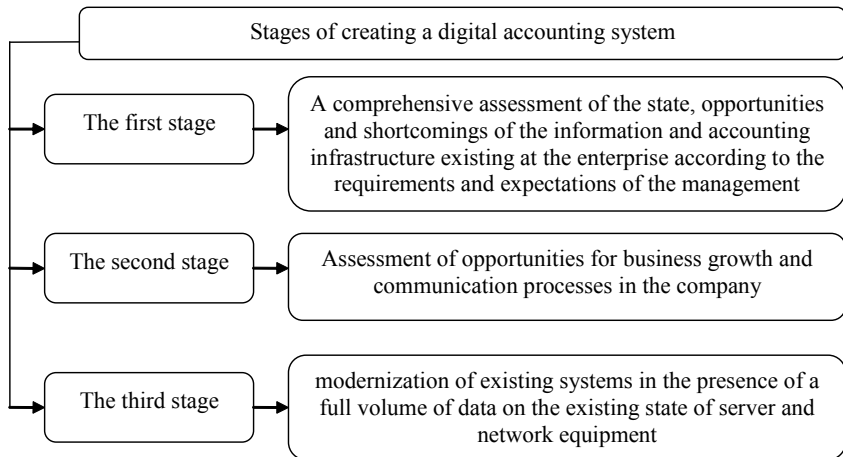 Stages of creating a digital accounting system
The first stage
A comprehensive assessment of the state, opportunities
and shortcomings of the information and accounting
infrastructure existing at the enterprise according to the
requirements and expectations of the management
The second stage
Assessment of opportunities for business growth and
communication processes in the company
The third stage
modernization of existing systems in the presence of a
full volume of data on the existing state of server and
network equipment